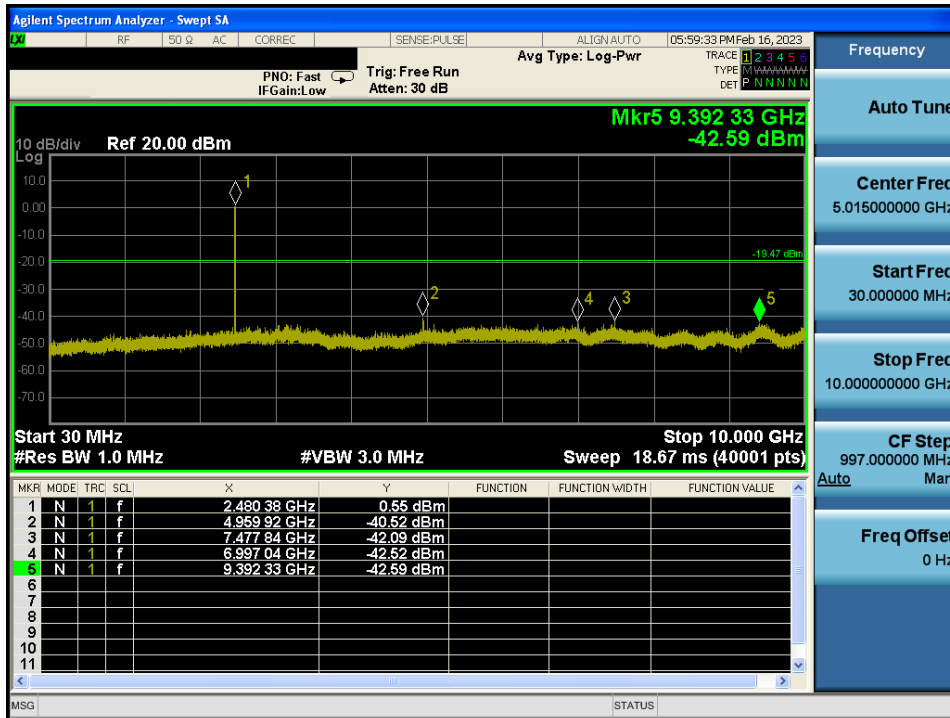 Agilent Spectrum Analyzer - Swept SA
LXI RF 50 Ω AC CORREC SENSE:PULSE ALIGN AUTO 05:59:33 PM Feb 16, 2023
Frequency
Avg Type: Log-Pwr
TRACE 1 2 3 4 5 6
PNO: Fast Trig: Free Run
TYPE M
IFGain:Low Atten: 30 dB
DET P N N N N N
Auto Tune
Mkr5 9.392 33 GHz
-42.59 dBm
10 dB/div Ref 20.00 dBm
Log
10.0
0.00
-10.0
-20.0
-30.0
-40.0
-50.0
-60.0
-70.0
1
-19.47 dBm
2
4
3
5
Center Freq
5.015000000 GHz
Start Freq
30.000000 MHz
Stop Freq
10.000000000 GHz
CF Step
997.000000 MHz
Auto Man
Freq Offset
0 Hz
Start 30 MHz Stop 10.000 GHz
#Res BW 1.0 MHz #VBW 3.0 MHz Sweep 18.67 ms (40001 pts)
MKR MODE TRC SCL X Y FUNCTION FUNCTION WIDTH FUNCTION VALUE
1 N 1 f 2.480 38 GHz 0.55 dBm
2 N 1 f 4.959 92 GHz -40.52 dBm
3 N 1 f 7.477 84 GHz -42.09 dBm
4 N 1 f 6.997 04 GHz -42.52 dBm
5 N 1 f 9.392 33 GHz -42.59 dBm
6
7
8
9
10
11
MSG STATUS